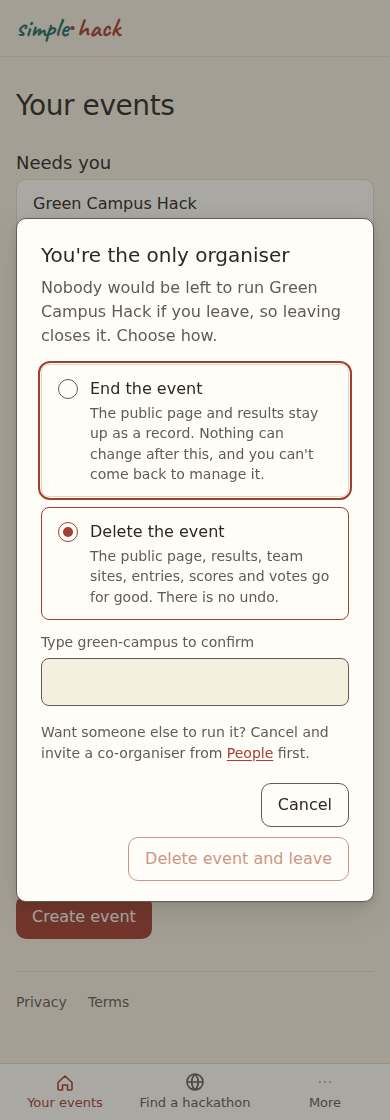 simple·hack
Your events
Needs you
Green Campus Hack
You're the only organiser
Nobody would be left to run Green
Campus Hack if you leave, so leaving
closes it. Choose how.
End the event
The public page and results stay
up as a record. Nothing can
change after this, and you can't
come back to manage it.
Delete the event
The public page, results, team
sites, entries, scores and votes go
for good. There is no undo.
Type green-campus to confirm
Want someone else to run it? Cancel and
invite a co-organiser from People first.
Cancel
Delete event and leave
Create event
Privacy Terms
Your events Find a hackathon More